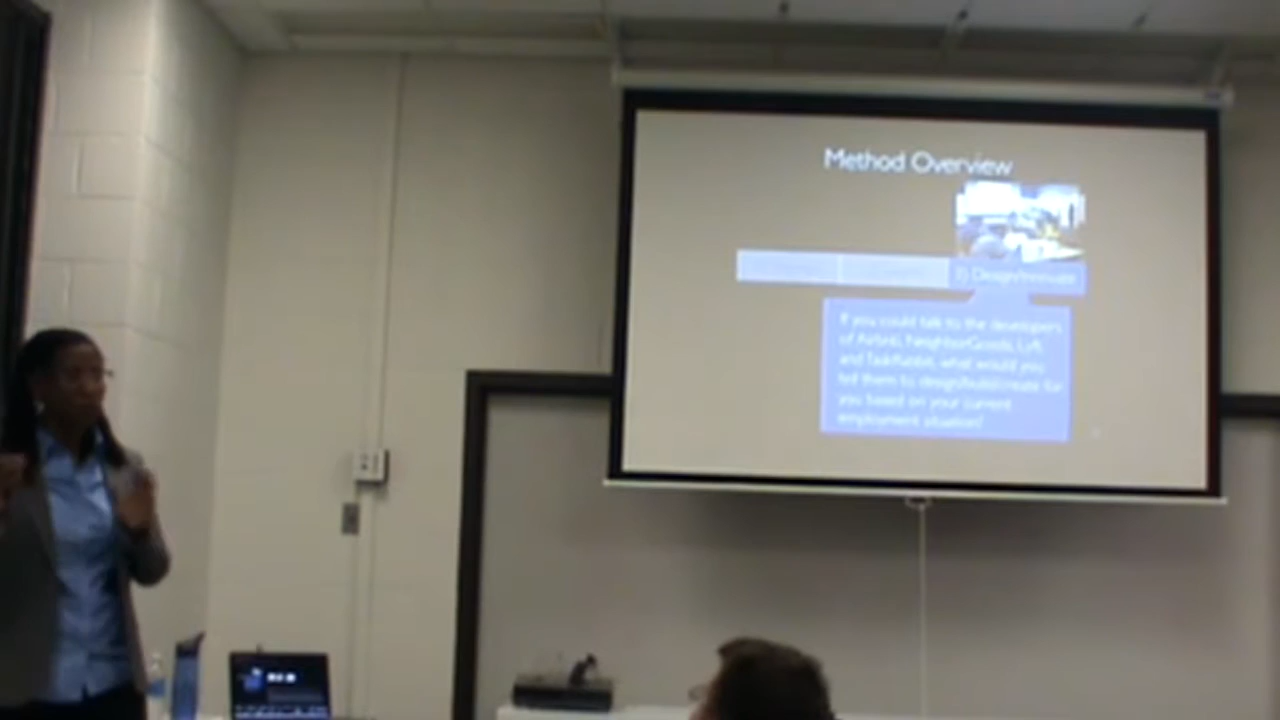 Method Overview
3) Design/Innovate
If you could talk to the developers
of Airbnb, NeighborGoods, Lyft,
and TaskRabbit, what would you
tell them to design/build/create for
you based on your current
employment situation?